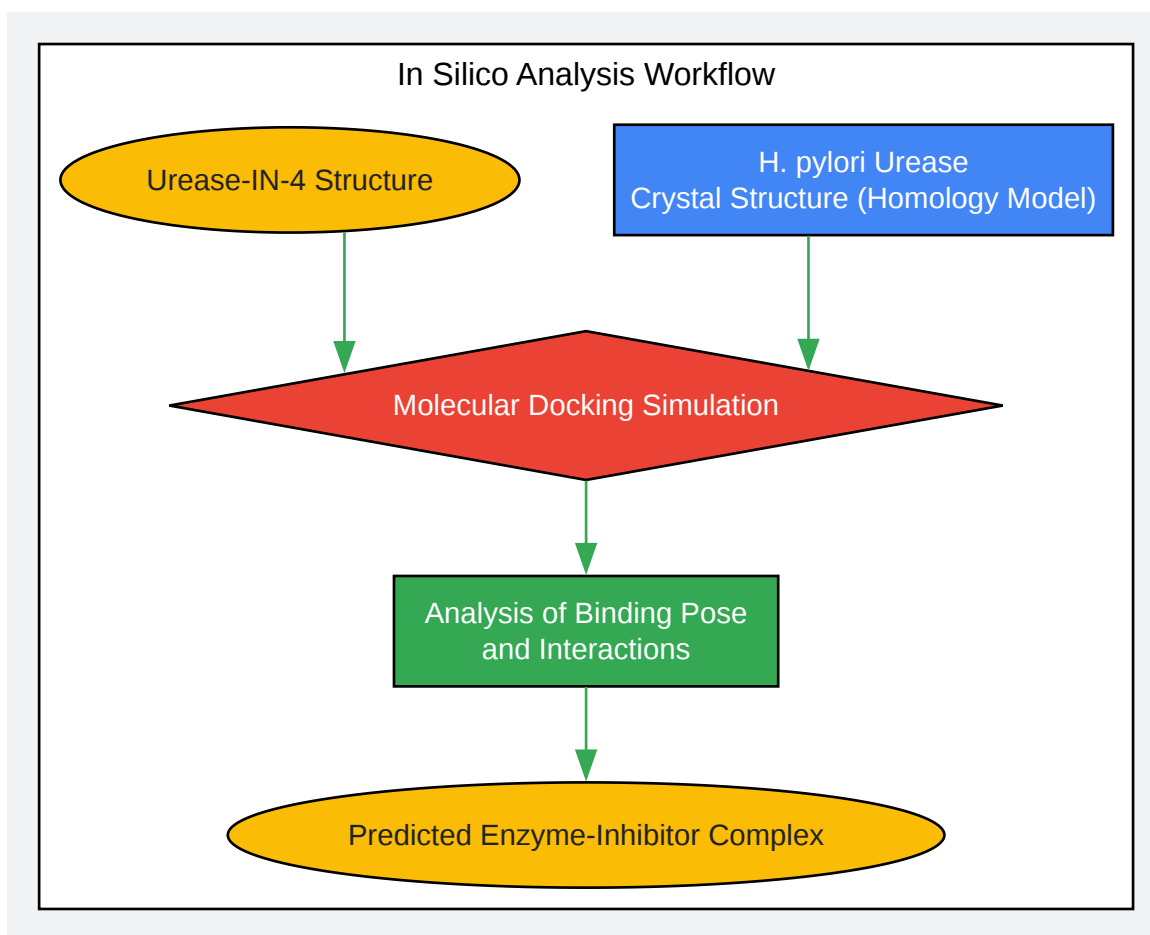 In Silico Analysis Workflow
Urease-IN-4 Structure
H. pylori Urease
Crystal Structure (Homology Model)
Molecular Docking Simulation
Analysis of Binding Pose
and Interactions
Predicted Enzyme-Inhibitor Complex